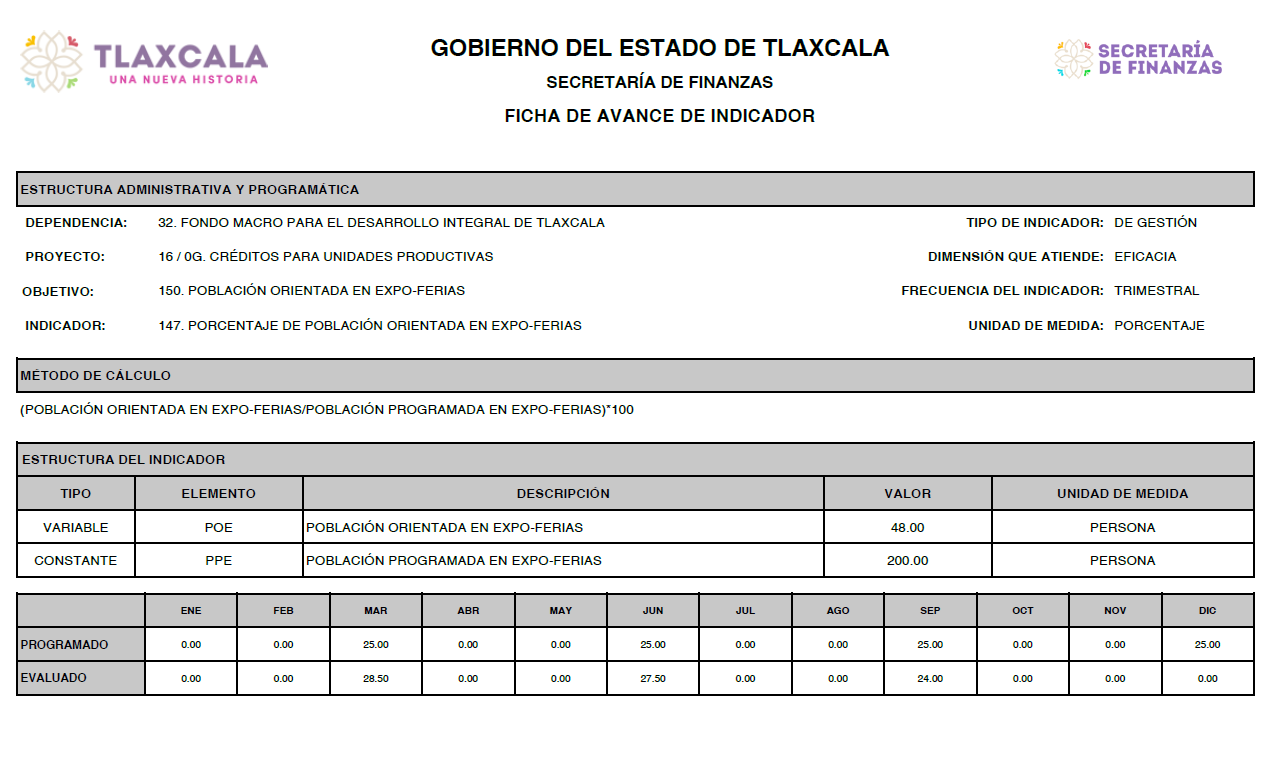 TLAXCALA
UNA NUEVA HISTORIA
GOBIERNO DEL ESTADO DE TLAXCALA
SECRETARÍA DE FINANZAS
FICHA DE AVANCE DE INDICADOR
SECRETARÍA
DE FINANZAS
ESTRUCTURA ADMINISTRATIVA Y PROGRAMÁTICA
DEPENDENCIA: 32. FONDO MACRO PARA EL DESARROLLO INTEGRAL DE TLAXCALA TIPO DE INDICADOR: DE GESTIÓN
PROYECTO: 16 / 0G. CRÉDITOS PARA UNIDADES PRODUCTIVAS DIMENSIÓN QUE ATIENDE: EFICACIA
OBJETIVO: 150. POBLACIÓN ORIENTADA EN EXPO-FERIAS FRECUENCIA DEL INDICADOR: TRIMESTRAL
INDICADOR: 147. PORCENTAJE DE POBLACIÓN ORIENTADA EN EXPO-FERIAS UNIDAD DE MEDIDA: PORCENTAJE
MÉTODO DE CÁLCULO
(POBLACIÓN ORIENTADA EN EXPO-FERIAS/POBLACIÓN PROGRAMADA EN EXPO-FERIAS)*100
ESTRUCTURA DEL INDICADOR
TIPO ELEMENTO DESCRIPCIÓN VALOR UNIDAD DE MEDIDA
VARIABLE POE POBLACIÓN ORIENTADA EN EXPO-FERIAS 48.00 PERSONA
CONSTANTE PPE POBLACIÓN PROGRAMADA EN EXPO-FERIAS 200.00 PERSONA
ENE FEB MAR ABR MAY JUN JUL AGO SEP OCT NOV DIC
PROGRAMADO 0.00 0.00 25.00 0.00 0.00 25.00 0.00 0.00 25.00 0.00 0.00 25.00
EVALUADO 0.00 0.00 28.50 0.00 0.00 27.50 0.00 0.00 24.00 0.00 0.00 0.00